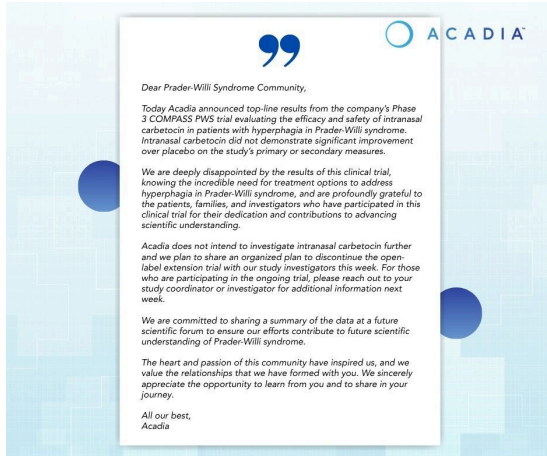 ACADIA™
”
Dear Prader-Willi Syndrome Community,
Today Acadia announced top-line results from the company's Phase
3 COMPASS PWS trial evaluating the efficacy and safety of intranasal
carbetocin in patients with hyperphagia in Prader-Willi syndrome.
Intranasal carbetocin did not demonstrate significant improvement
over placebo on the study's primary or secondary measures.
We are deeply disappointed by the results of this clinical trial,
knowing the incredible need for treatment options to address
hyperphagia in Prader-Willi syndrome, and are profoundly grateful to
the patients, families, and investigators who have participated in this
clinical trial for their dedication and contributions to advancing
scientific understanding.
Acadia does not intend to investigate intranasal carbetocin further
and we plan to share an organized plan to discontinue the open-
label extension trial with our study investigators this week. For those
who are participating in the ongoing trial, please reach out to your
study coordinator or investigator for additional information next
week.
We are committed to sharing a summary of the data at a future
scientific forum to ensure our efforts contribute to future scientific
understanding of Prader-Willi syndrome.
The heart and passion of this community have inspired us, and we
value the relationships that we have formed with you. We sincerely
appreciate the opportunity to learn from you and to share in your
journey.
All our best,
Acadia